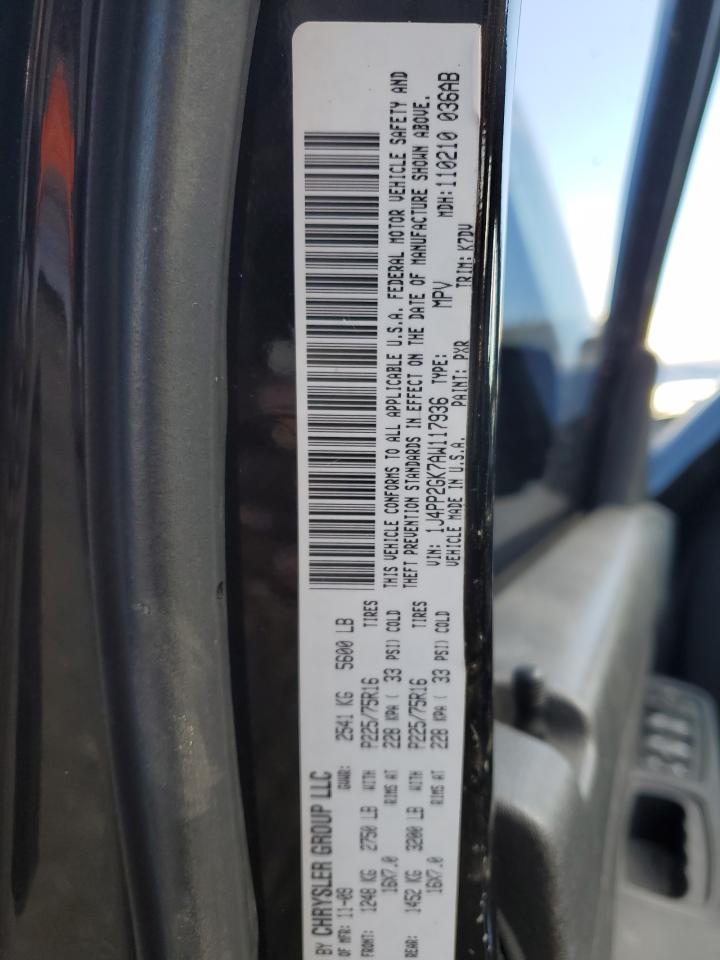 BY CHRYSLER GROUP LLC
OF MFR: 11-09 GVWR: 2541 KG 5600 LB
FRONT: 1248 KG 2750 LB WITH P225/75R16 TIRES
16X7.0 RIMS AT 228 KPA ( 33 PSI) COLD
REAR: 1452 KG 3200 LB WITH P225/75R16 TIRES
16X7.0 RIMS AT 228 KPA ( 33 PSI) COLD
THIS VEHICLE CONFORMS TO ALL APPLICABLE U.S.A. FEDERAL MOTOR VEHICLE SAFETY AND
THEFT PREVENTION STANDARDS IN EFFECT ON THE DATE OF MANUFACTURE SHOWN ABOVE.
VIN: 1J4PP2GK7AW117936 TYPE: MPV MDH: 110210 036AB
VEHICLE MADE IN U.S.A. PAINT: PXR TRIM: K7DV